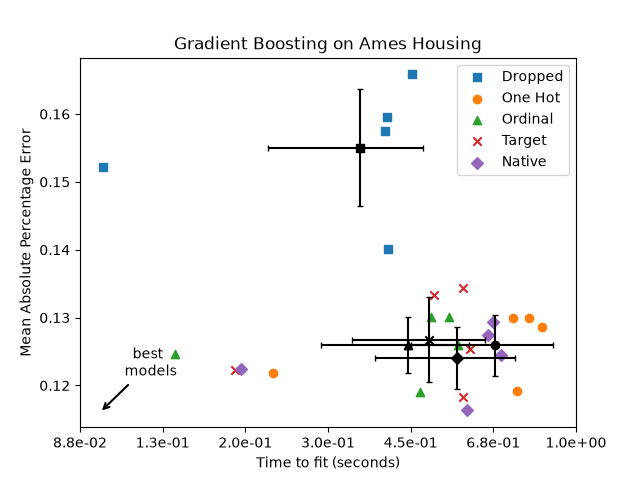 Gradient Boosting on Ames Housing
Mean Absolute Percentage Error
0.16
0.15
0.14
0.13
0.12
Dropped
One Hot
Ordinal
Target
Native
best
models
8.8e-02 1.3e-01 2.0e-01 3.0e-01 4.5e-01 6.8e-01 1.0e+00
Time to fit (seconds)